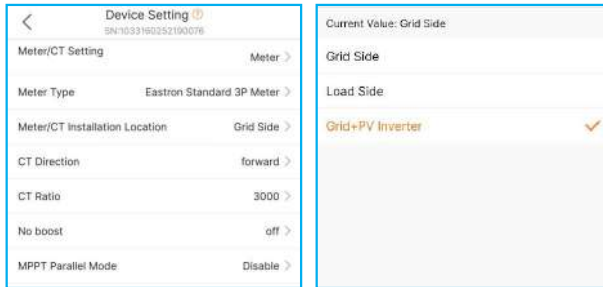 Device Setting
SN:1033160252190076
Meter/CT Setting Meter
Meter Type Eastron Standard 3P Meter
Meter/CT Installation Location Grid Side
CT Direction forward
CT Ratio 3000
No boost off
MPPT Parallel Mode Disable
Current Value: Grid Side
Grid Side
Load Side
Grid+PV Inverter